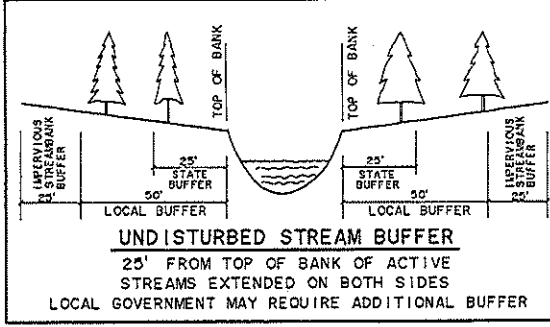 TOP OF BANK
TOP OF BANK
IMPERVIOUS
STREAMBANK
BUFFER
25'
25'
STATE
BUFFER
50'
LOCAL BUFFER
25'
STATE
BUFFER
50'
LOCAL BUFFER
IMPERVIOUS
STREAMBANK
BUFFER
25'
UNDISTURBED STREAM BUFFER
25' FROM TOP OF BANK OF ACTIVE
STREAMS EXTENDED ON BOTH SIDES
LOCAL GOVERNMENT MAY REQUIRE ADDITIONAL BUFFER